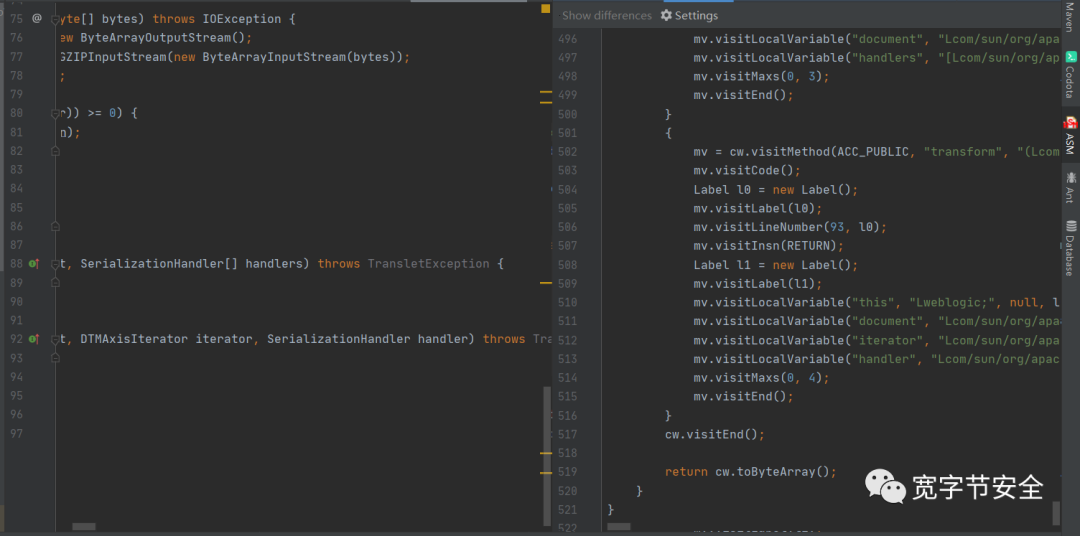 75 @ yte[] bytes) throws IOException {
76 ew ByteArrayOutputStream();
77 GZIPInputStream(new ByteArrayInputStream(bytes));
78 ;
79
80 r)) >= 0) {
81 n);
82
83
84
85
86
87
88 t, SerializationHandler[] handlers) throws TransletException {
89
90
91
92 t, DTMAxisIterator iterator, SerializationHandler handler) throws Tra
93
94
95
96
97
Show differences Settings
496 mv.visitLocalVariable("document", "Lcom/sun/org/apac
497 mv.visitLocalVariable("handlers", "[Lcom/sun/org/ap
498 mv.visitMaxs(0, 3);
499 mv.visitEnd();
500 }
501 {
502 mv = cw.visitMethod(ACC_PUBLIC, "transform", "(Lcom
503 mv.visitCode();
504 Label l0 = new Label();
505 mv.visitLabel(l0);
506 mv.visitLineNumber(93, l0);
507 mv.visitInsn(RETURN);
508 Label l1 = new Label();
509 mv.visitLabel(l1);
510 mv.visitLocalVariable("this", "Lweblogic;", null, l
511 mv.visitLocalVariable("document", "Lcom/sun/org/apa
512 mv.visitLocalVariable("iterator", "Lcom/sun/org/apa
513 mv.visitLocalVariable("handler", "Lcom/sun/org/apac
514 mv.visitMaxs(0, 4);
515 mv.visitEnd();
516 }
517 cw.visitEnd();
518
519 return cw.toByteArray();
520 }
521 }
522
Maven
Codota
ASM
Ant
Database
宽字节安全